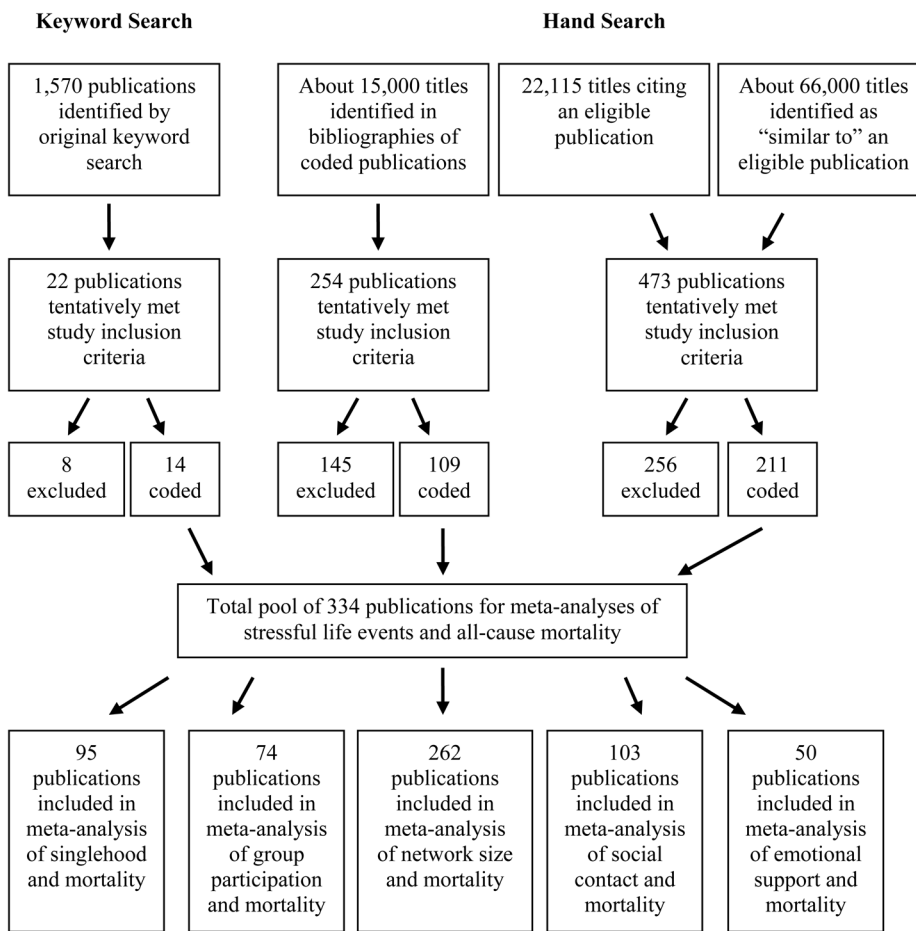 Keyword Search
Hand Search
1,570 publications
identified by
original keyword
search
About 15,000 titles
identified in
bibliographies of
coded publications
22,115 titles citing
an eligible
publication
About 66,000 titles
identified as
“similar to” an
eligible publication
22 publications
tentatively met
study inclusion
criteria
254 publications
tentatively met
study inclusion
criteria
473 publications
tentatively met
study inclusion
criteria
8
excluded
14
coded
145
excluded
109
coded
256
excluded
211
coded
Total pool of 334 publications for meta-analyses of
stressful life events and all-cause mortality
95
publications
included in
meta-analysis
of singlehood
and mortality
74
publications
included in
meta-analysis
of group
participation
and mortality
262
publications
included in
meta-analysis
of network size
and mortality
103
publications
included in
meta-analysis
of social
contact and
mortality
50
publications
included in
meta-analysis
of emotional
support and
mortality